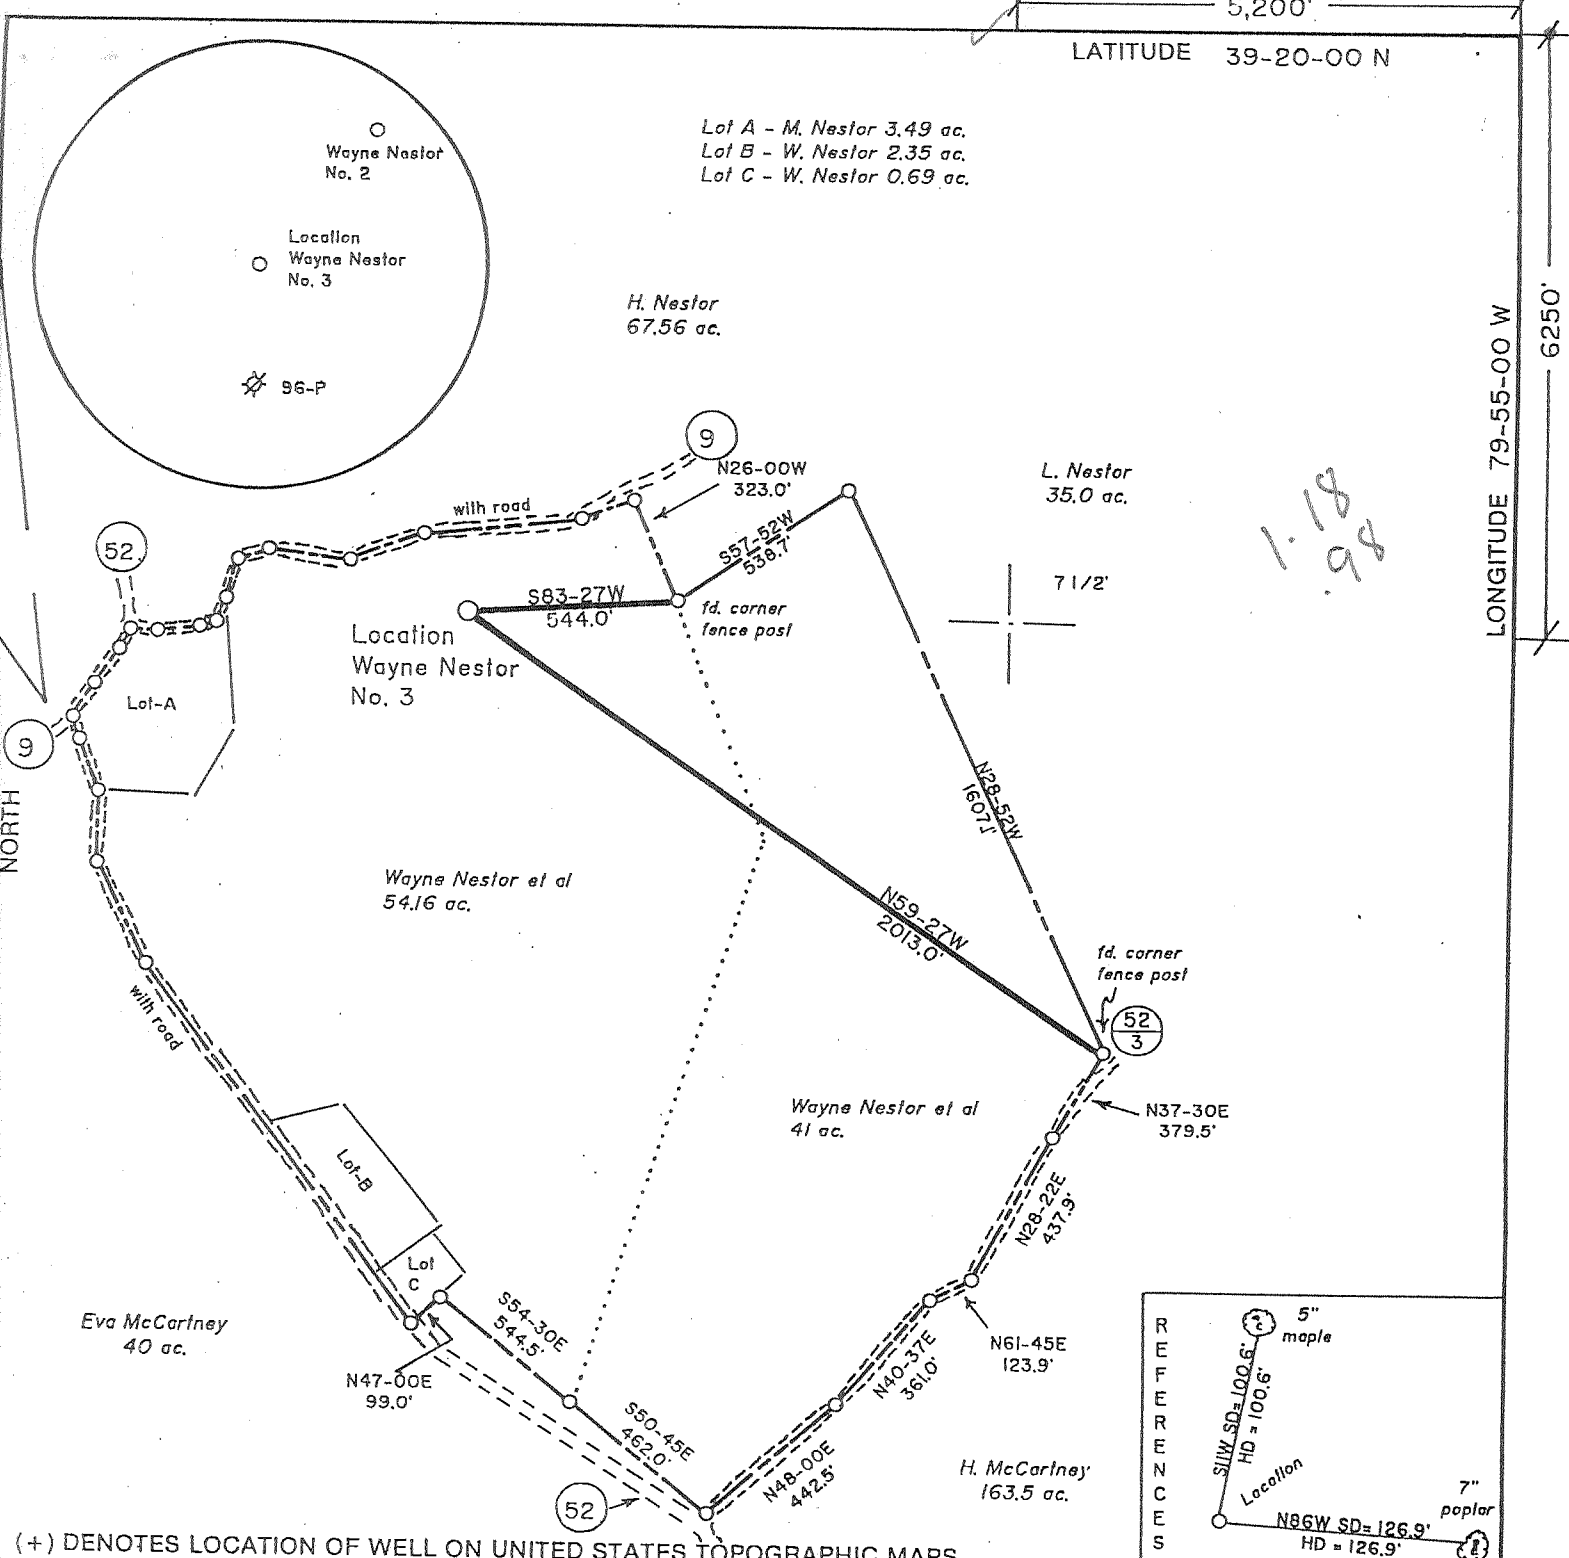 5,200'
LATITUDE 39-20-00 N
Lot A - M. Nestor 3.49 ac.
Lot B - W. Nestor 2.35 ac.
Lot C - W. Nestor 0.69 ac.
Wayne Nestor
No. 2
Location
Wayne Nestor
No. 3
96-P
H. Nestor
67.56 ac.
6250'
LONGITUDE 79-55-00 W
9
N26-00W
323.0'
L. Nestor
35.0 ac.
1.18
98
with road
52
S57-52W
538.7'
7 1/2'
S83-27W
544.0'
fd. corner
fence post
Location
Wayne Nestor
No. 3
Lot-A
9
NORTH
N28-52W
1607.1'
Wayne Nestor et al
54.16 ac.
N59-27W
2013.0'
fd. corner
fence post
52
3
with road
Wayne Nestor et al
41 ac.
N37-30E
379.5'
Lot-B
N28-22E
437.9'
Lot
C
S54-30E
544.5'
Eva McCartney
40 ac.
N61-45E
123.9'
N40-37E
361.0'
N47-00E
99.0'
S50-45E
462.0'
N48-00E
442.5'
H. McCartney
163.5 ac.
52
REFERENCES
5"
maple
S11W SD=100.6'
HD = 100.6'
Location
7"
poplar
N86W SD=126.9'
HD = 126.9'
(+) DENOTES LOCATION OF WELL ON UNITED STATES TOPOGRAPHIC MAPS